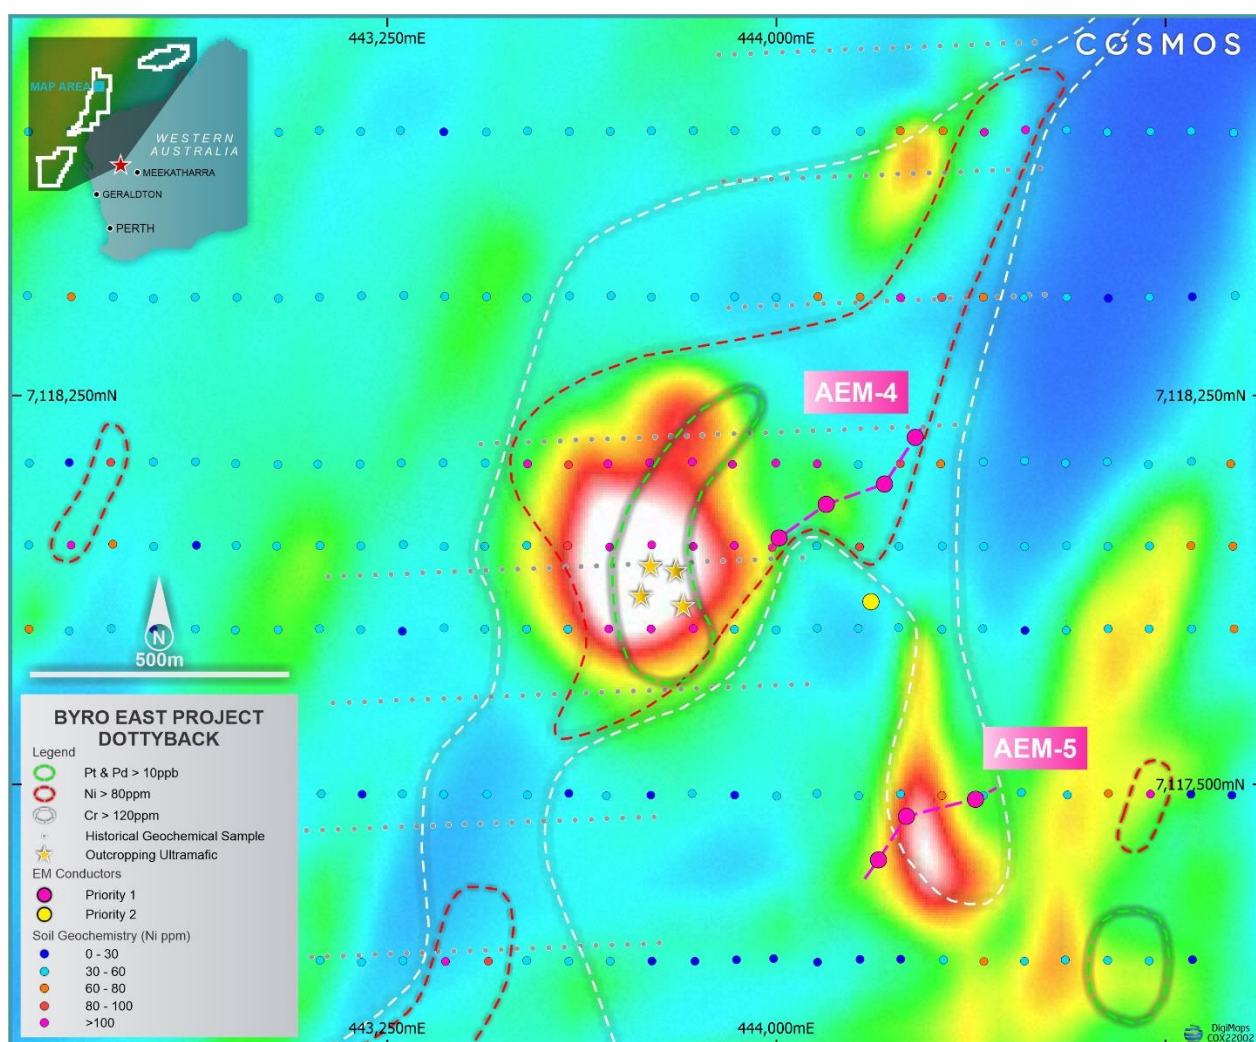 443,250mE
444,000mE
COSMOS
MAP AREA
WESTERN
AUSTRALIA
MEEKATHARRA
GERALDTON
PERTH
7,118,250mN
7,118,250mN
AEM-4
N
500m
AEM-5
7,117,500mN
BYRO EAST PROJECT
DOTTYBACK
Legend
Pt & Pd > 10ppb
Ni > 80ppm
Cr > 120ppm
Historical Geochemical Sample
Outcropping Ultramafic
EM Conductors
Priority 1
Priority 2
Soil Geochemistry (Ni ppm)
0 - 30
30 - 60
60 - 80
80 - 100
>100
443,250mE
444,000mE
DigiMaps
COX22002